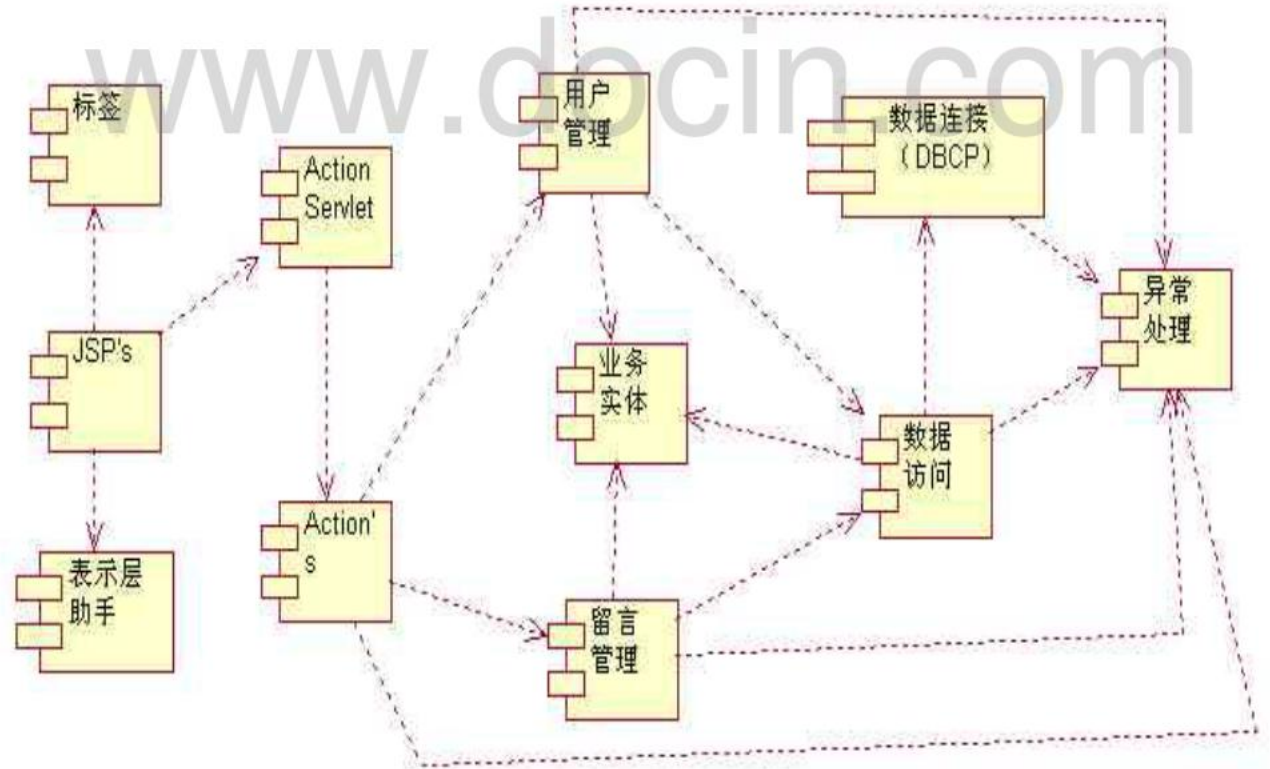 www.docin.com
标签
Action
Servlet
用户
管理
数据连接
（DBCP）
JSP's
业务
实体
异常
处理
数据
访问
Action'
s
表示层
助手
留言
管理